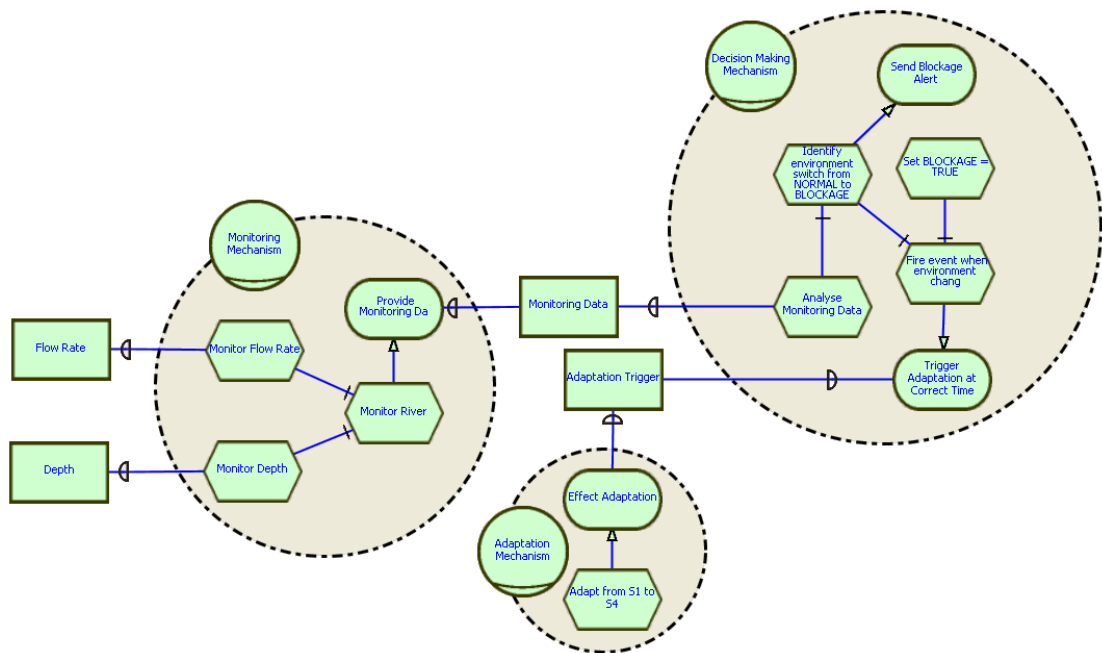 Decision Making
Mechanism
Send Blockage
Alert
Identify
environment
switch from
NORMAL to
BLOCKAGE
Set BLOCKAGE =
TRUE
Monitoring
Mechanism
Fire event when
environment
chang
Provide
Monitoring Da
Monitoring Data
Analyse
Monitoring Data
Flow Rate
Monitor Flow Rate
Adaptation Trigger
Trigger
Adaptation at
Correct Time
Monitor River
Depth
Monitor Depth
Effect Adaptation
Adaptation
Mechanism
Adapt from S1 to
S4